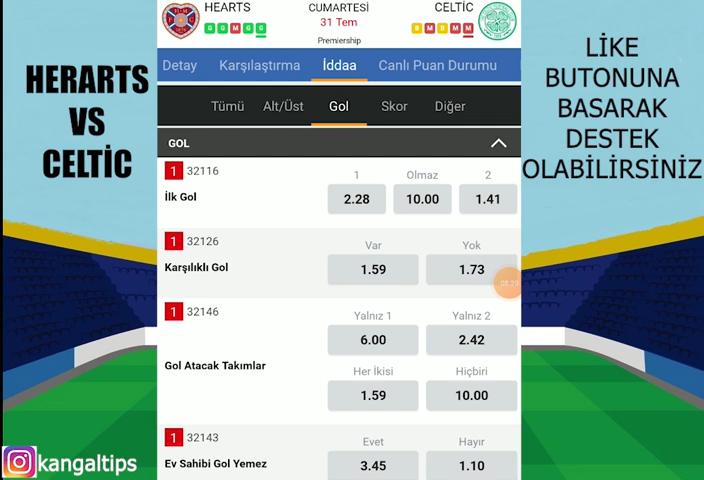 HERARTS
VS
CELTİC
LİKE
BUTONUNA
BASARAK
DESTEK
OLABİLİRSİNİZ
HEARTS
G G M G G
CUMARTESİ
31 Tem
Premiership
CELTIC
B M B M M
Detay Karşılaştırma İddaa Canlı Puan Durumu
Tümü Alt/Üst Gol Skor Diğer
GOL
1 32116
İlk Gol
1 Olmaz 2
2.28 10.00 1.41
1 32126
Karşılıklı Gol
Var Yok
1.59 1.73
1 32146
Gol Atacak Takımlar
Yalnız 1 Yalnız 2
6.00 2.42
Her İkisi Hiçbiri
1.59 10.00
1 32143
Ev Sahibi Gol Yemez
Evet Hayır
3.45 1.10
kangaltips